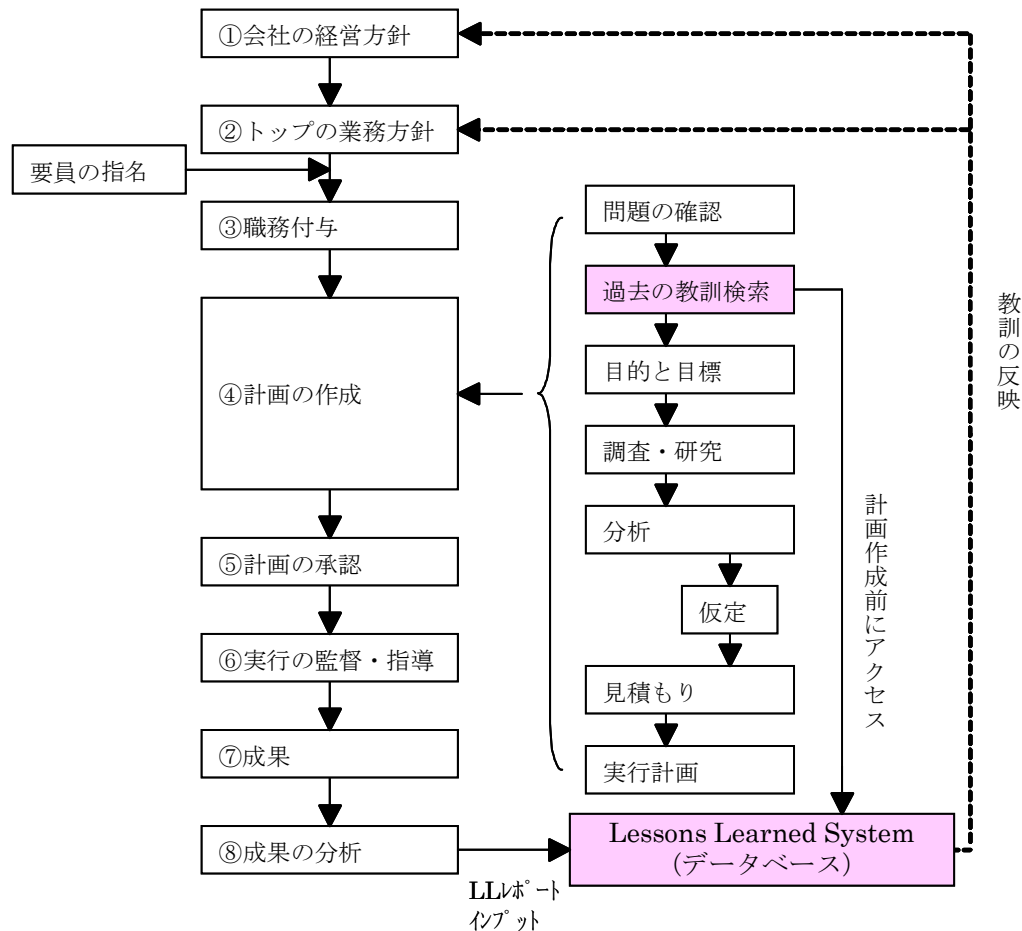 ①会社の経営方針
②トップの業務方針
要員の指名
③職務付与
④計画の作成
⑤計画の承認
⑥実行の監督・指導
⑦成果
⑧成果の分析
問題の確認
過去の教訓検索
目的と目標
調査・研究
分析
仮定
見積もり
実行計画
計画作成前にアクセス
教訓の反映
Lessons Learned System
(データベース)
LLﾚﾎﾟｰﾄ
ｲﾝﾌﾟｯﾄ